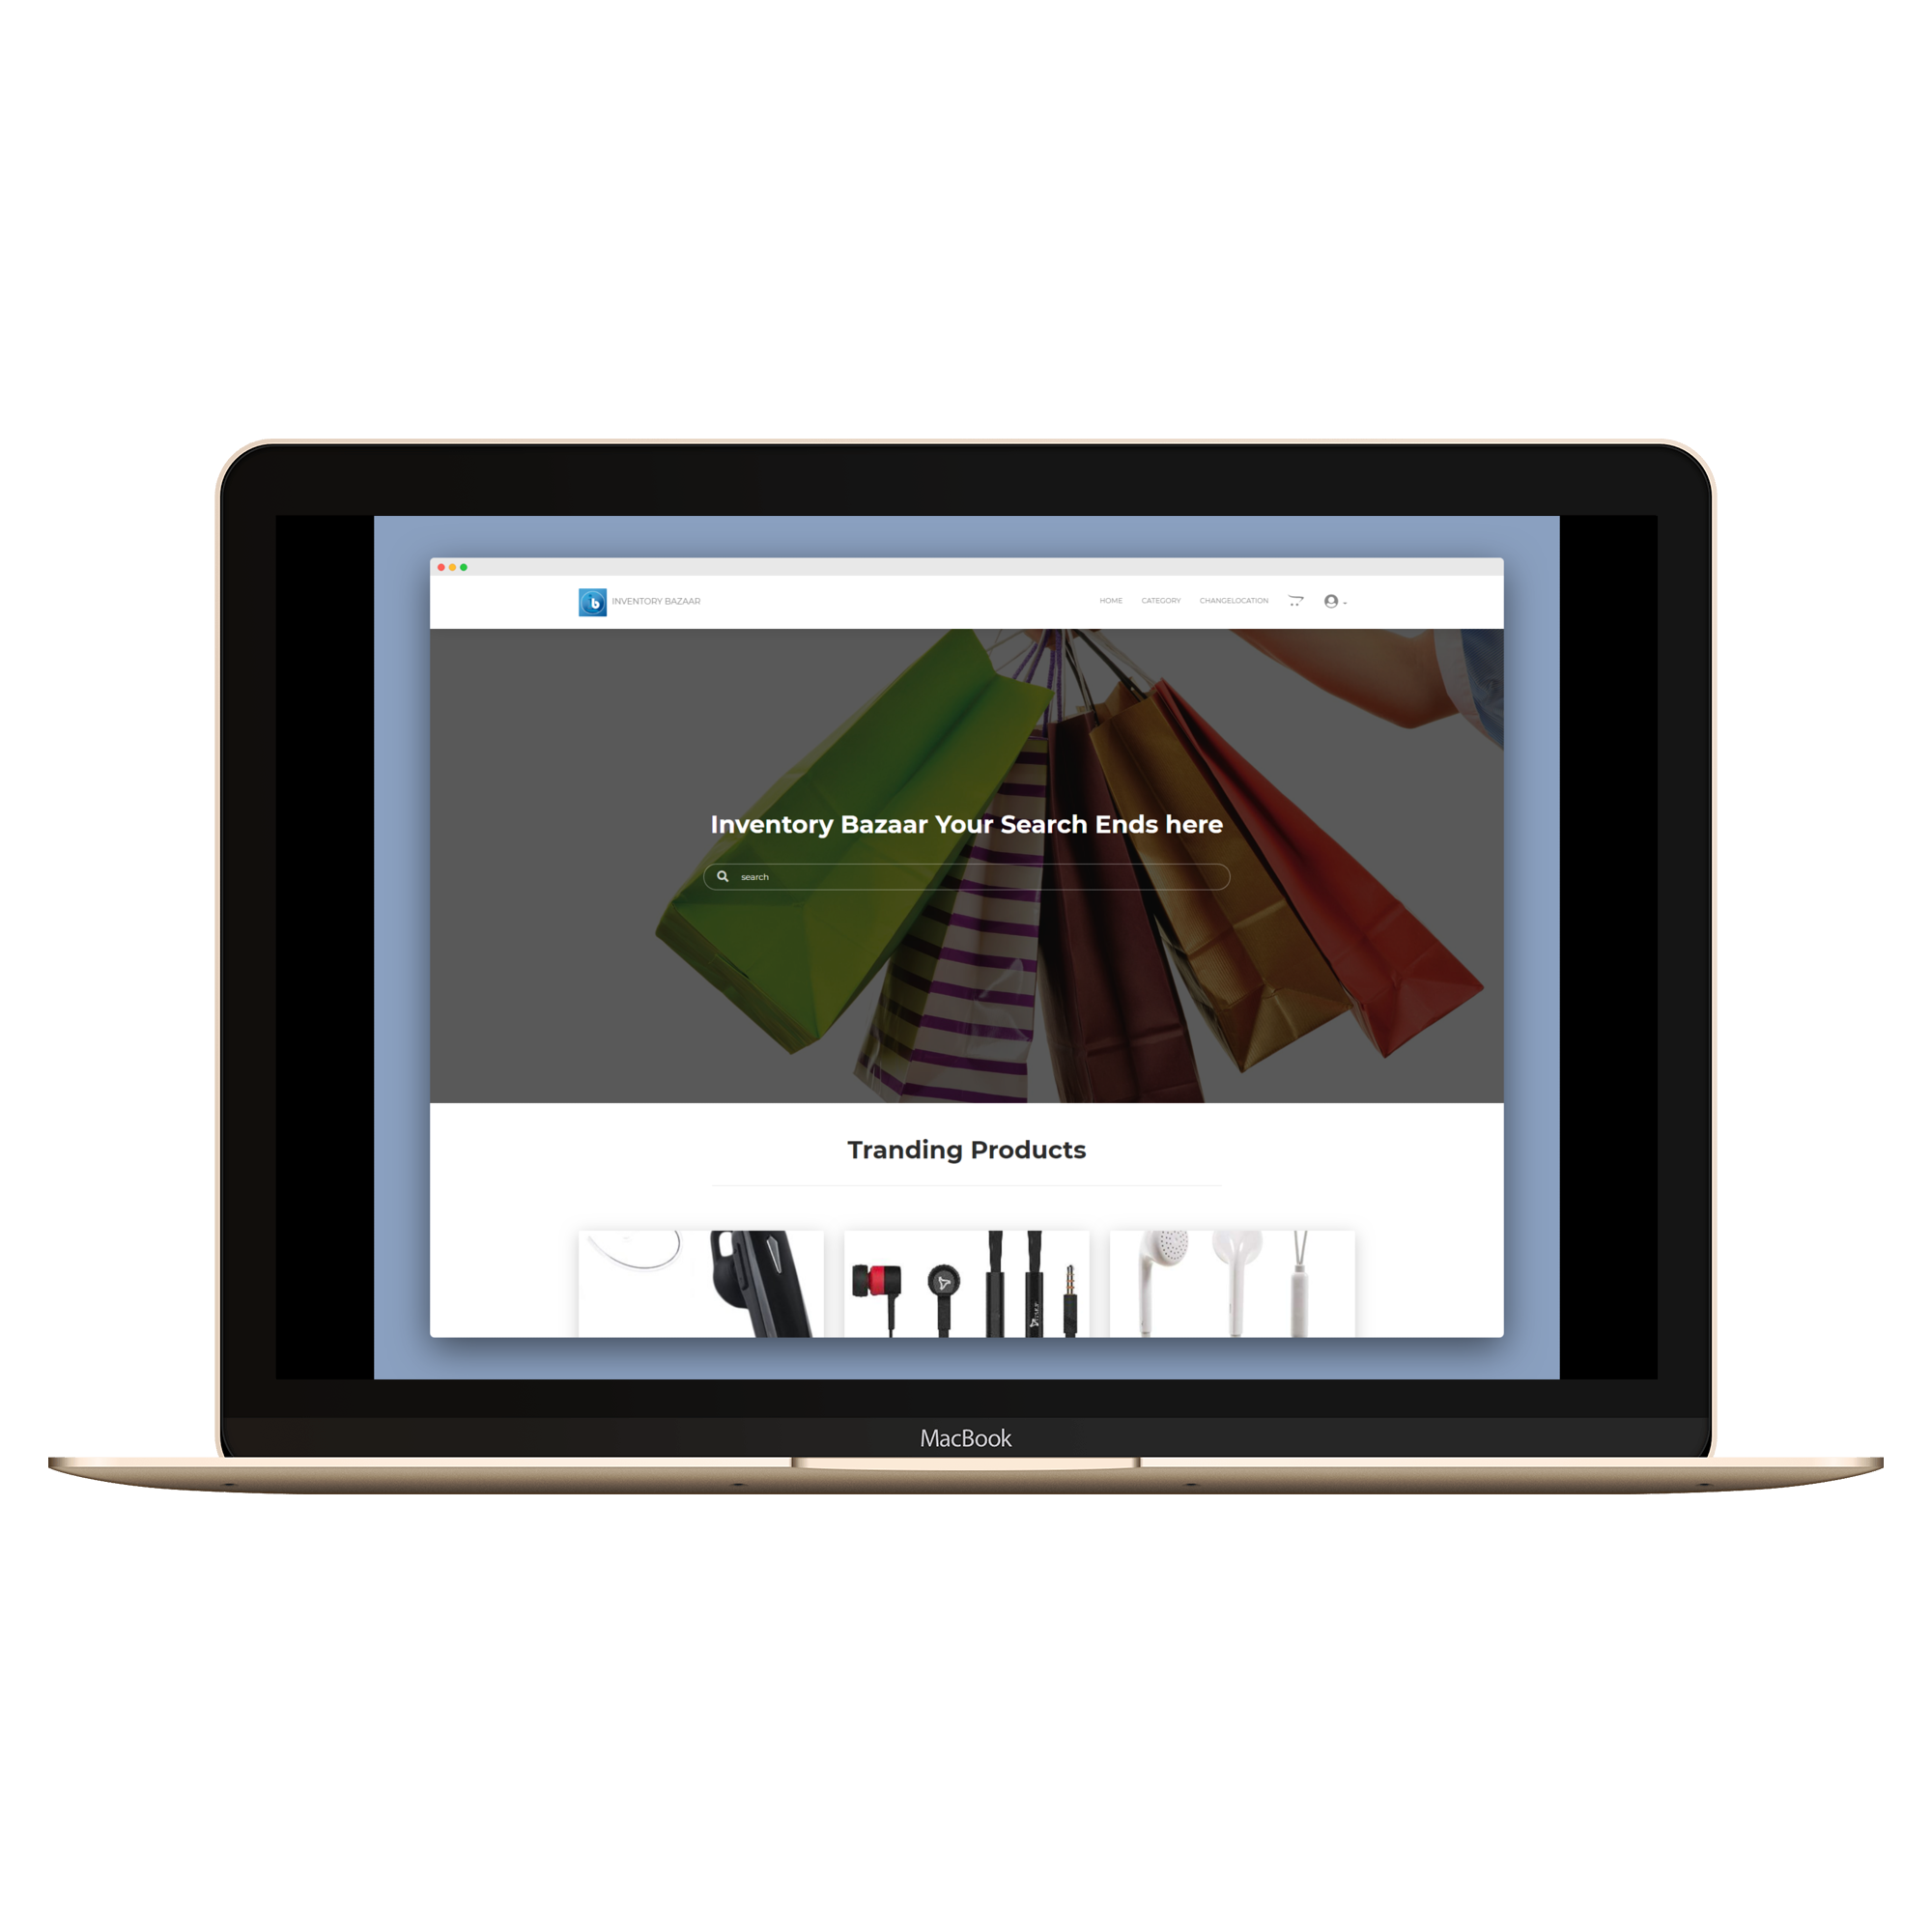 INVENTORY BAZAAR
HOME CATEGORY CHANGELOCATION
Inventory Bazaar Your Search Ends here
search
Tranding Products
MacBook